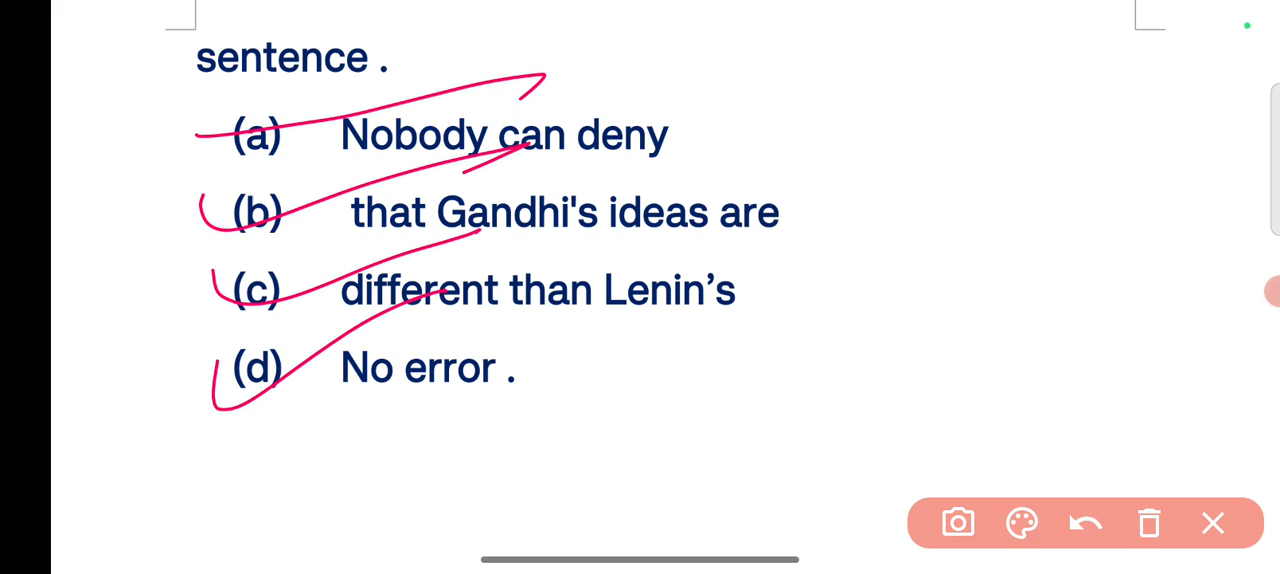 sentence .
(a) Nobody can deny
(b) that Gandhi's ideas are
(c) different than Lenin’s
(d) No error .